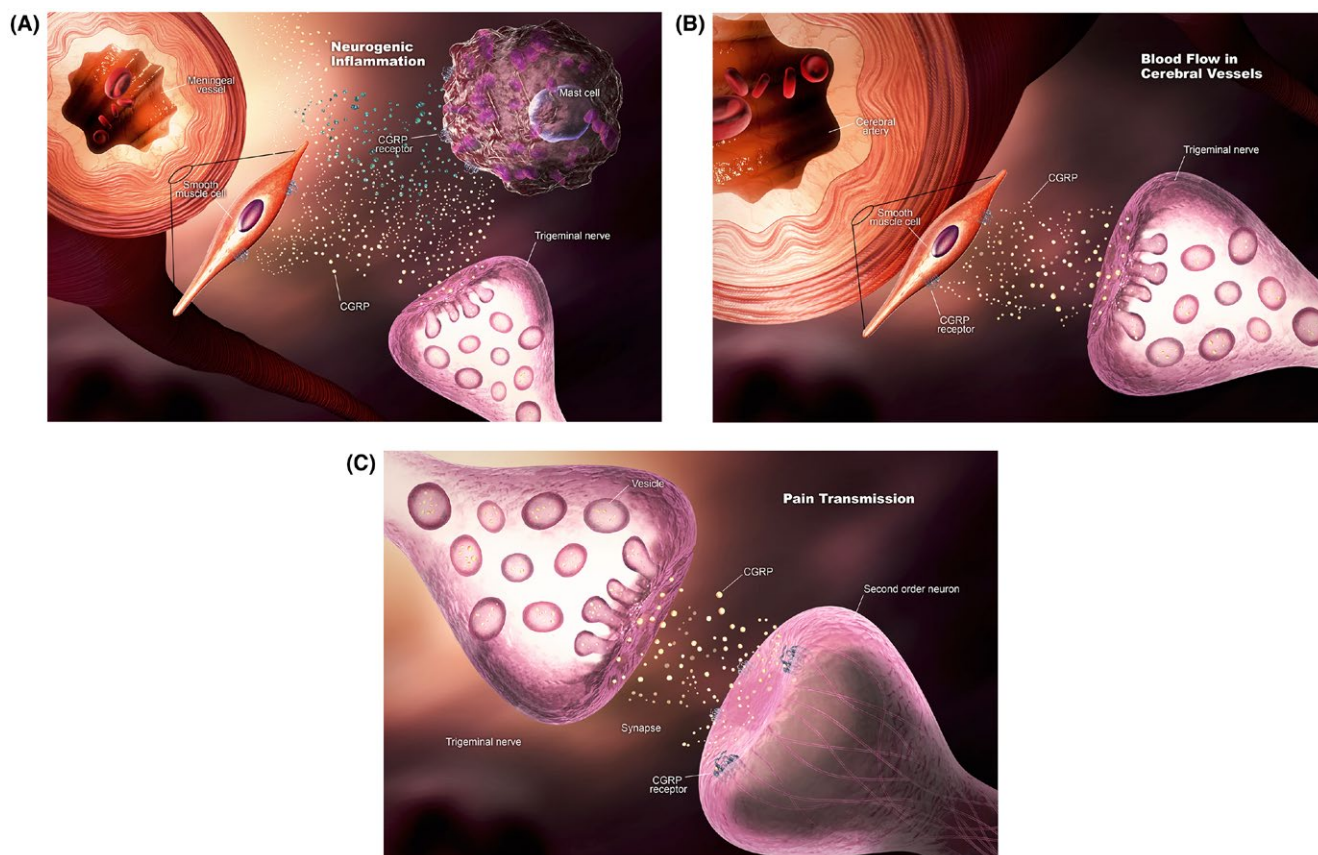 (A)
Neurogenic
Inflammation
Meningeal
vessel
Mast cell
CGRP
receptor
Smooth
muscle cell
Trigeminal nerve
CGRP
(B)
Blood Flow in
Cerebral Vessels
Cerebral
artery
Trigeminal nerve
CGRP
Smooth
muscle cell
CGRP
receptor
(C)
Vesicle
Pain Transmission
CGRP
Second order neuron
Synapse
Trigeminal nerve
CGRP
receptor